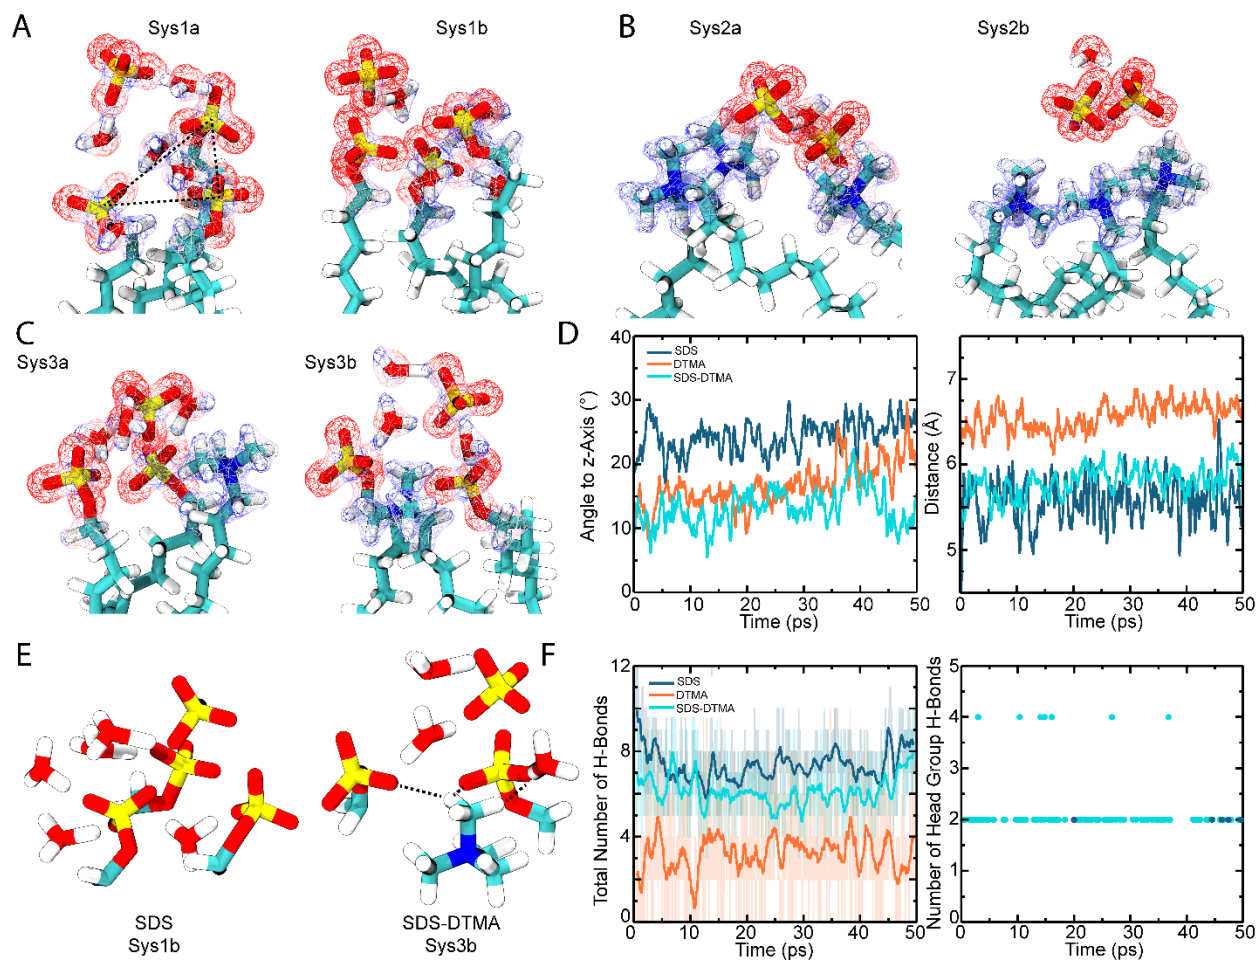 A
Sys1a
Sys1b
B
Sys2a
Sys2b
C
Sys3a
Sys3b
D
Angle to z-Axis (°)
40
30
20
10
0
SDS
DTMA
SDS-DTMA
0 10 20 30 40 50
Time (ps)
Distance (Å)
7
6
5
0 10 20 30 40 50
Time (ps)
E
SDS
Sys1b
SDS-DTMA
Sys3b
F
Total Number of H-Bonds
12
8
4
0
SDS
DTMA
SDS-DTMA
0 10 20 30 40 50
Time (ps)
Number of Head Group H-Bonds
5
4
3
2
1
0
0 10 20 30 40 50
Time (ps)